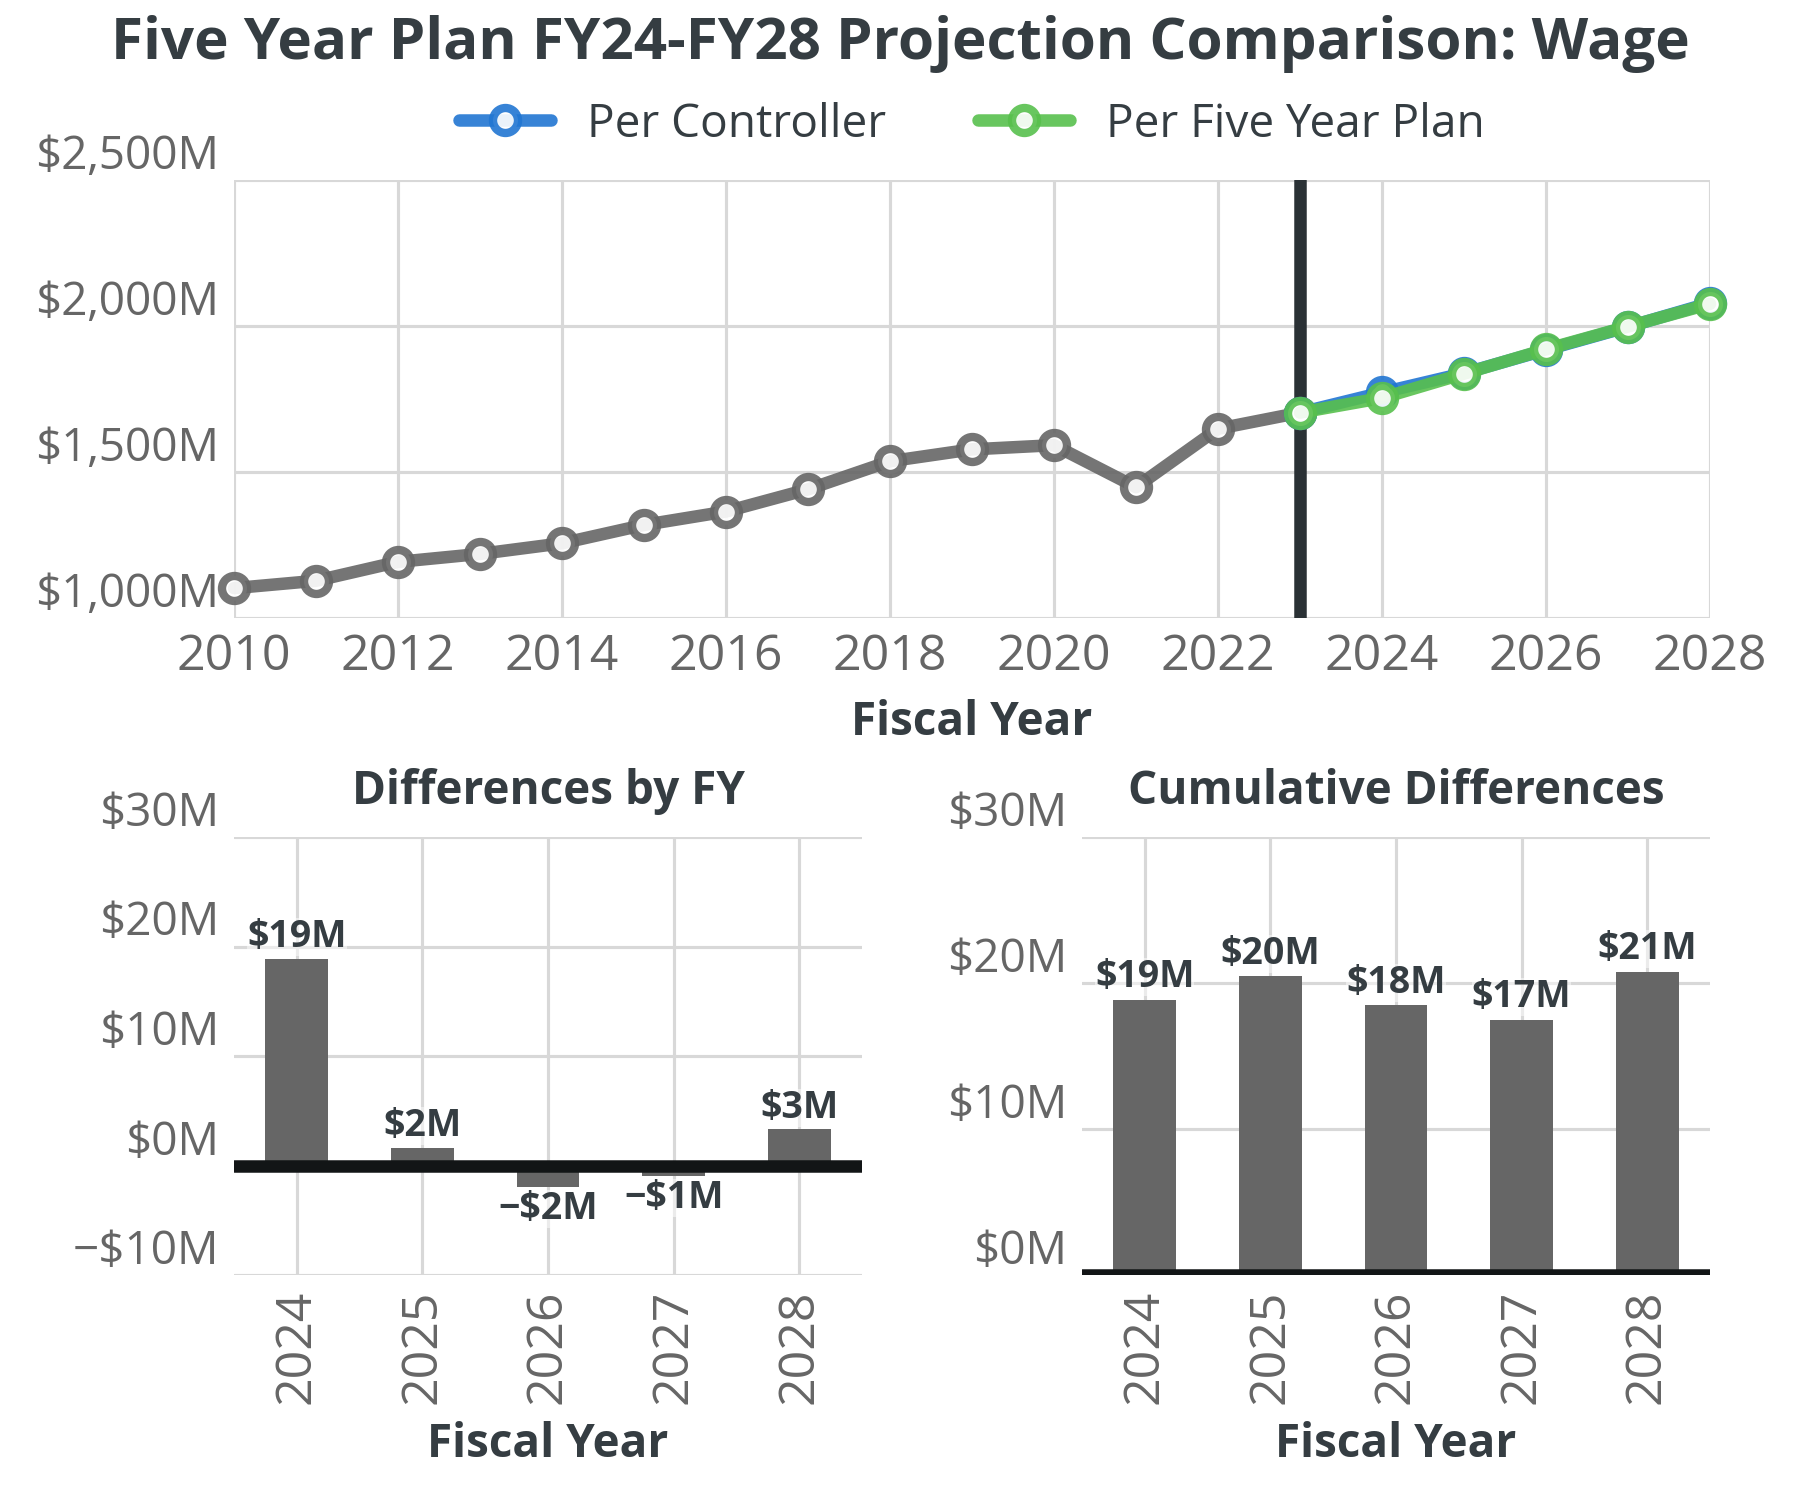 Five Year Plan FY24-FY28 Projection Comparison: Wage
Per Controller Per Five Year Plan
$2,500M
$2,000M
$1,500M
$1,000M
2010 2012 2014 2016 2018 2020 2022 2024 2026 2028
Fiscal Year
Differences by FY
$30M
$20M
$10M
$0M
−$10M
$19M
$2M
−$2M
−$1M
$3M
2024 2025 2026 2027 2028
Fiscal Year
Cumulative Differences
$30M
$20M
$10M
$0M
$19M
$20M
$18M
$17M
$21M
2024 2025 2026 2027 2028
Fiscal Year